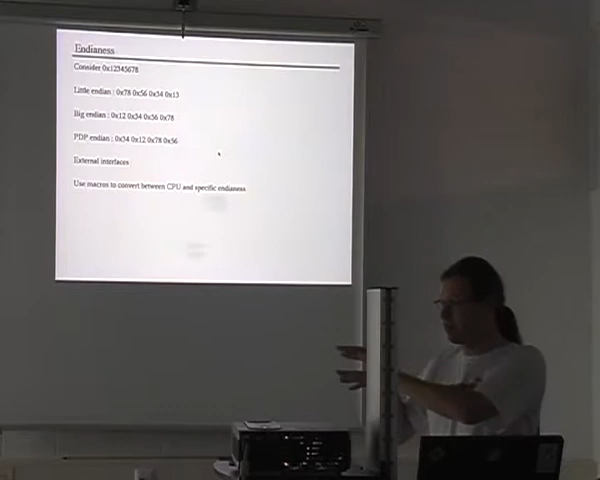 Endianess
Consider 0x12345678
Little endian : 0x78 0x56 0x34 0x13
Big endian : 0x12 0x34 0x56 0x78
PDP endian : 0x34 0x12 0x78 0x56
External interfaces
Use macros to convert between CPU and specific endianess